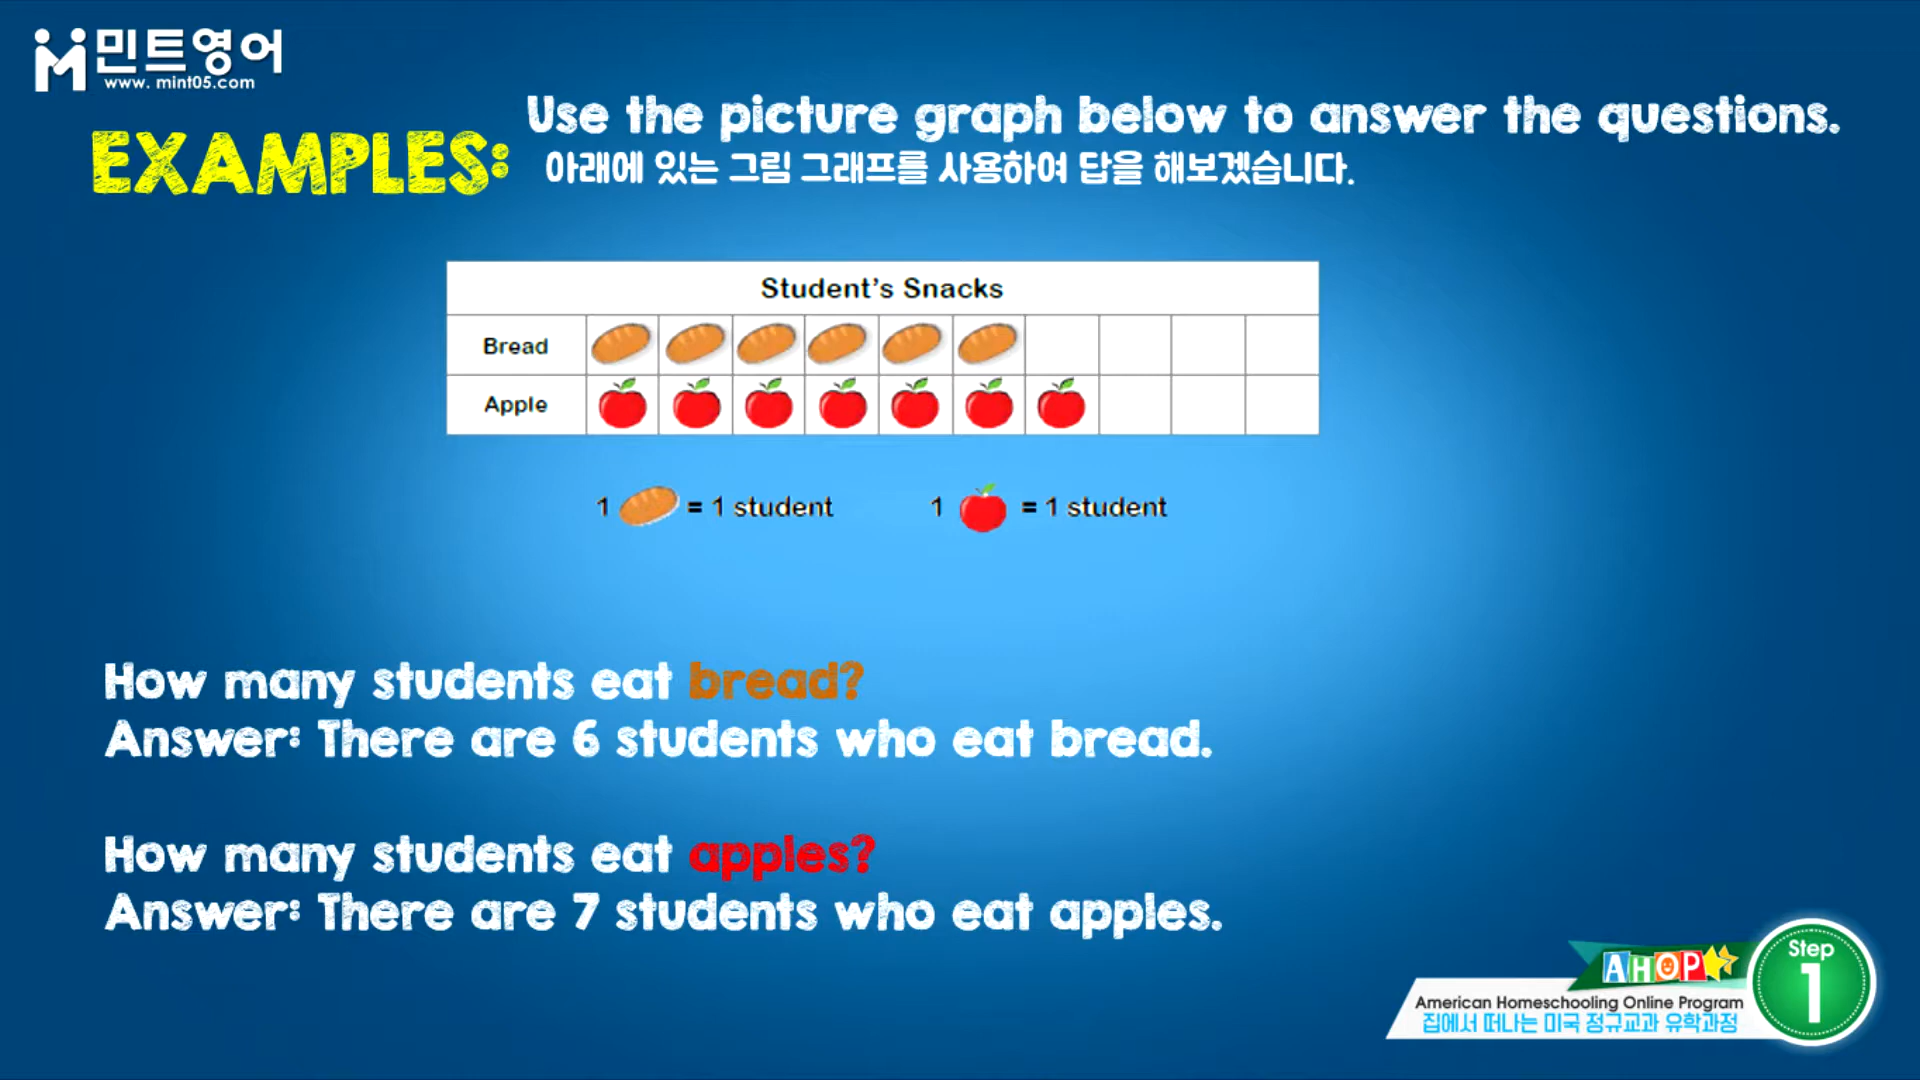 민트영어
www.mint05.com
EXAMPLES:
Use the picture graph below to answer the questions.
아래에 있는 그림 그래프를 사용하여 답을 해보겠습니다.
Student's Snacks
Bread
Apple
1 = 1 student
1 = 1 student
How many students eat bread?
Answer: There are 6 students who eat bread.
How many students eat apples?
Answer: There are 7 students who eat apples.
AHOP
American Homeschooling Online Program
집에서 떠나는 미국 정규교과 유학과정
Step
1